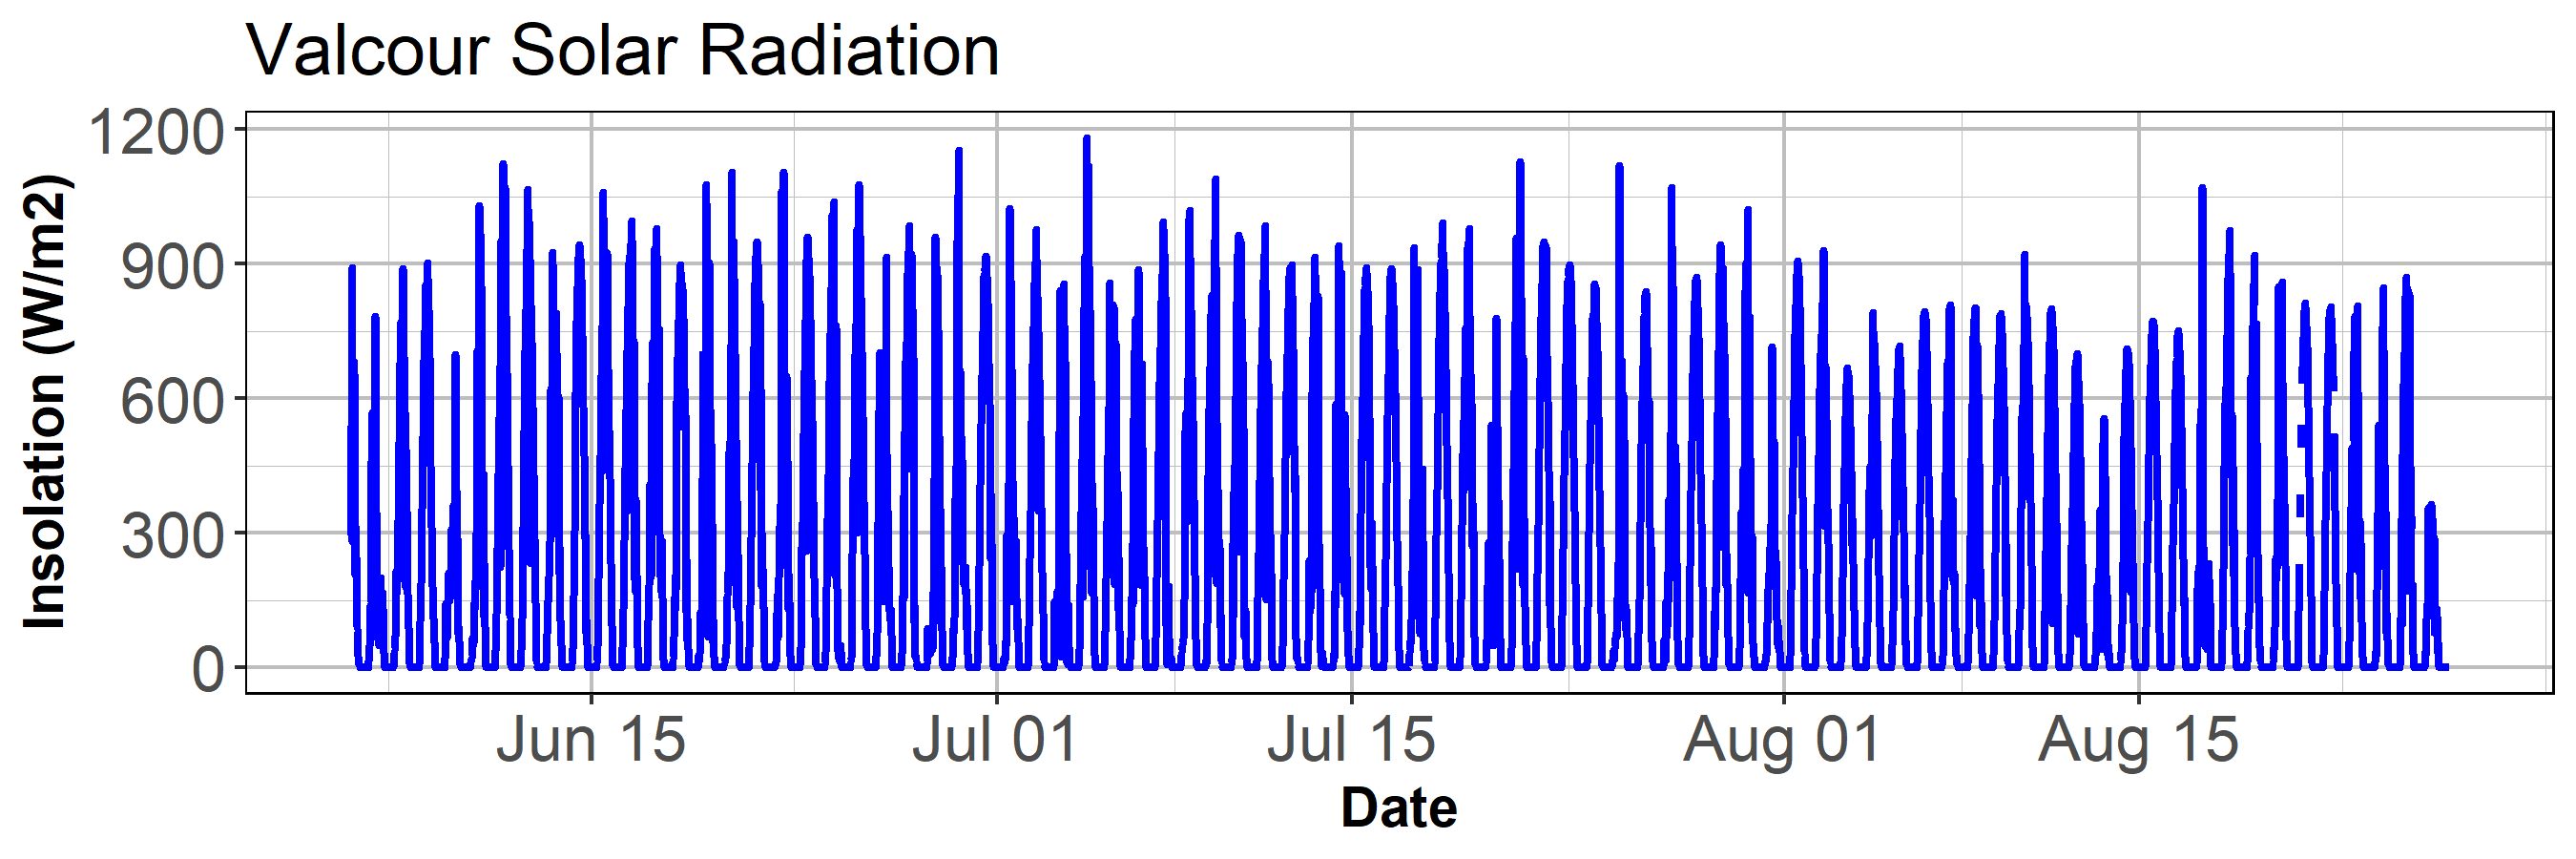 Valcour Solar Radiation
Insolation (W/m2)
1200
900
600
300
0
Jun 15
Jul 01
Jul 15
Aug 01
Aug 15
Date